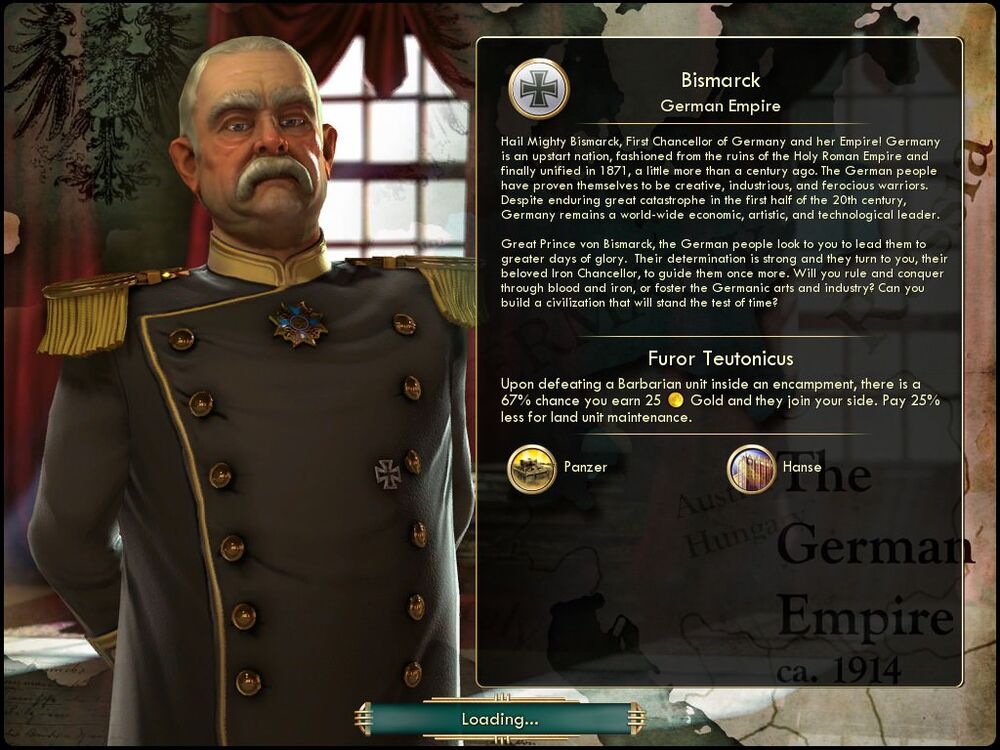 Bismarck
German Empire
Hail Mighty Bismarck, First Chancellor of Germany and her Empire! Germany
is an upstart nation, fashioned from the ruins of the Holy Roman Empire and
finally unified in 1871, a little more than a century ago. The German people
have proven themselves to be creative, industrious, and ferocious warriors.
Despite enduring great catastrophe in the first half of the 20th century,
Germany remains a world-wide economic, artistic, and technological leader.
Great Prince von Bismarck, the German people look to you to lead them to
greater days of glory. Their determination is strong and they turn to you, their
beloved Iron Chancellor, to guide them once more. Will you rule and conquer
through blood and iron, or foster the Germanic arts and industry? Can you
build a civilization that will stand the test of time?
Furor Teutonicus
Upon defeating a Barbarian unit inside an encampment, there is a
67% chance you earn 25 Gold and they join your side. Pay 25%
less for land unit maintenance.
Panzer
Hanse
The
German
Empire
ca. 1914
Hungary
Loading...